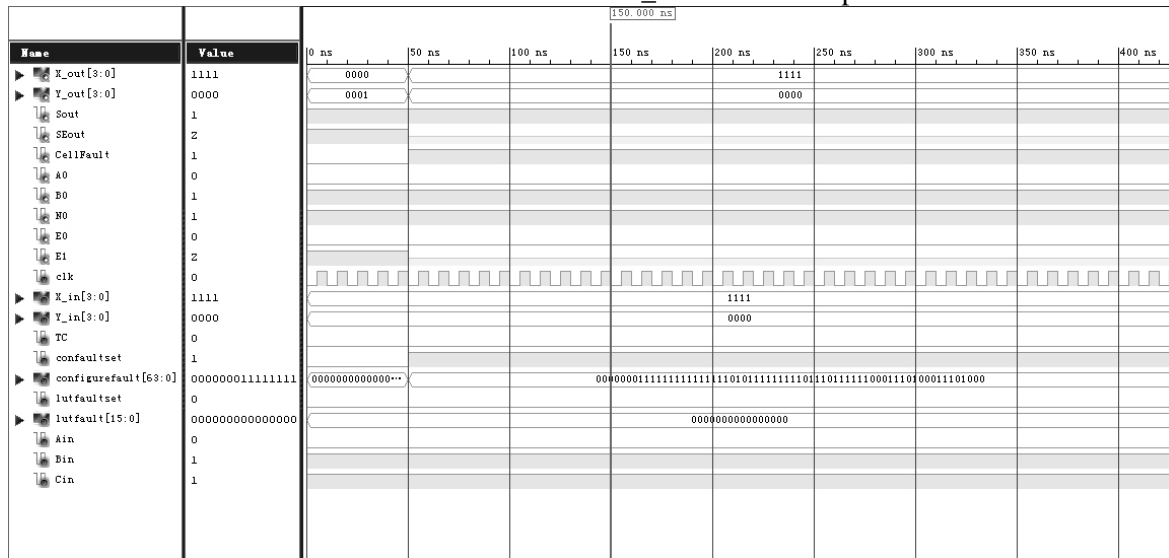 150.000 ns
Name Value 0 ns 50 ns 100 ns 150 ns 200 ns 250 ns 300 ns 350 ns 400 ns
X_out[3:0] 1111 0000 1111
Y_out[3:0] 0000 0001 0000
Sout 1
SEout Z
CellFault 1
A0 0
B0 1
N0 1
E0 0
E1 Z
clk 0
X_in[3:0] 1111 1111
Y_in[3:0] 0000 0000
TC 0
confaultset 1
configurefault[63:0] 000000011111111 0000000000000...
lutfaultset 0
lutfault[15:0] 0000000000000000 0000000000000000
Ain 0
Bin 1
Cin 1